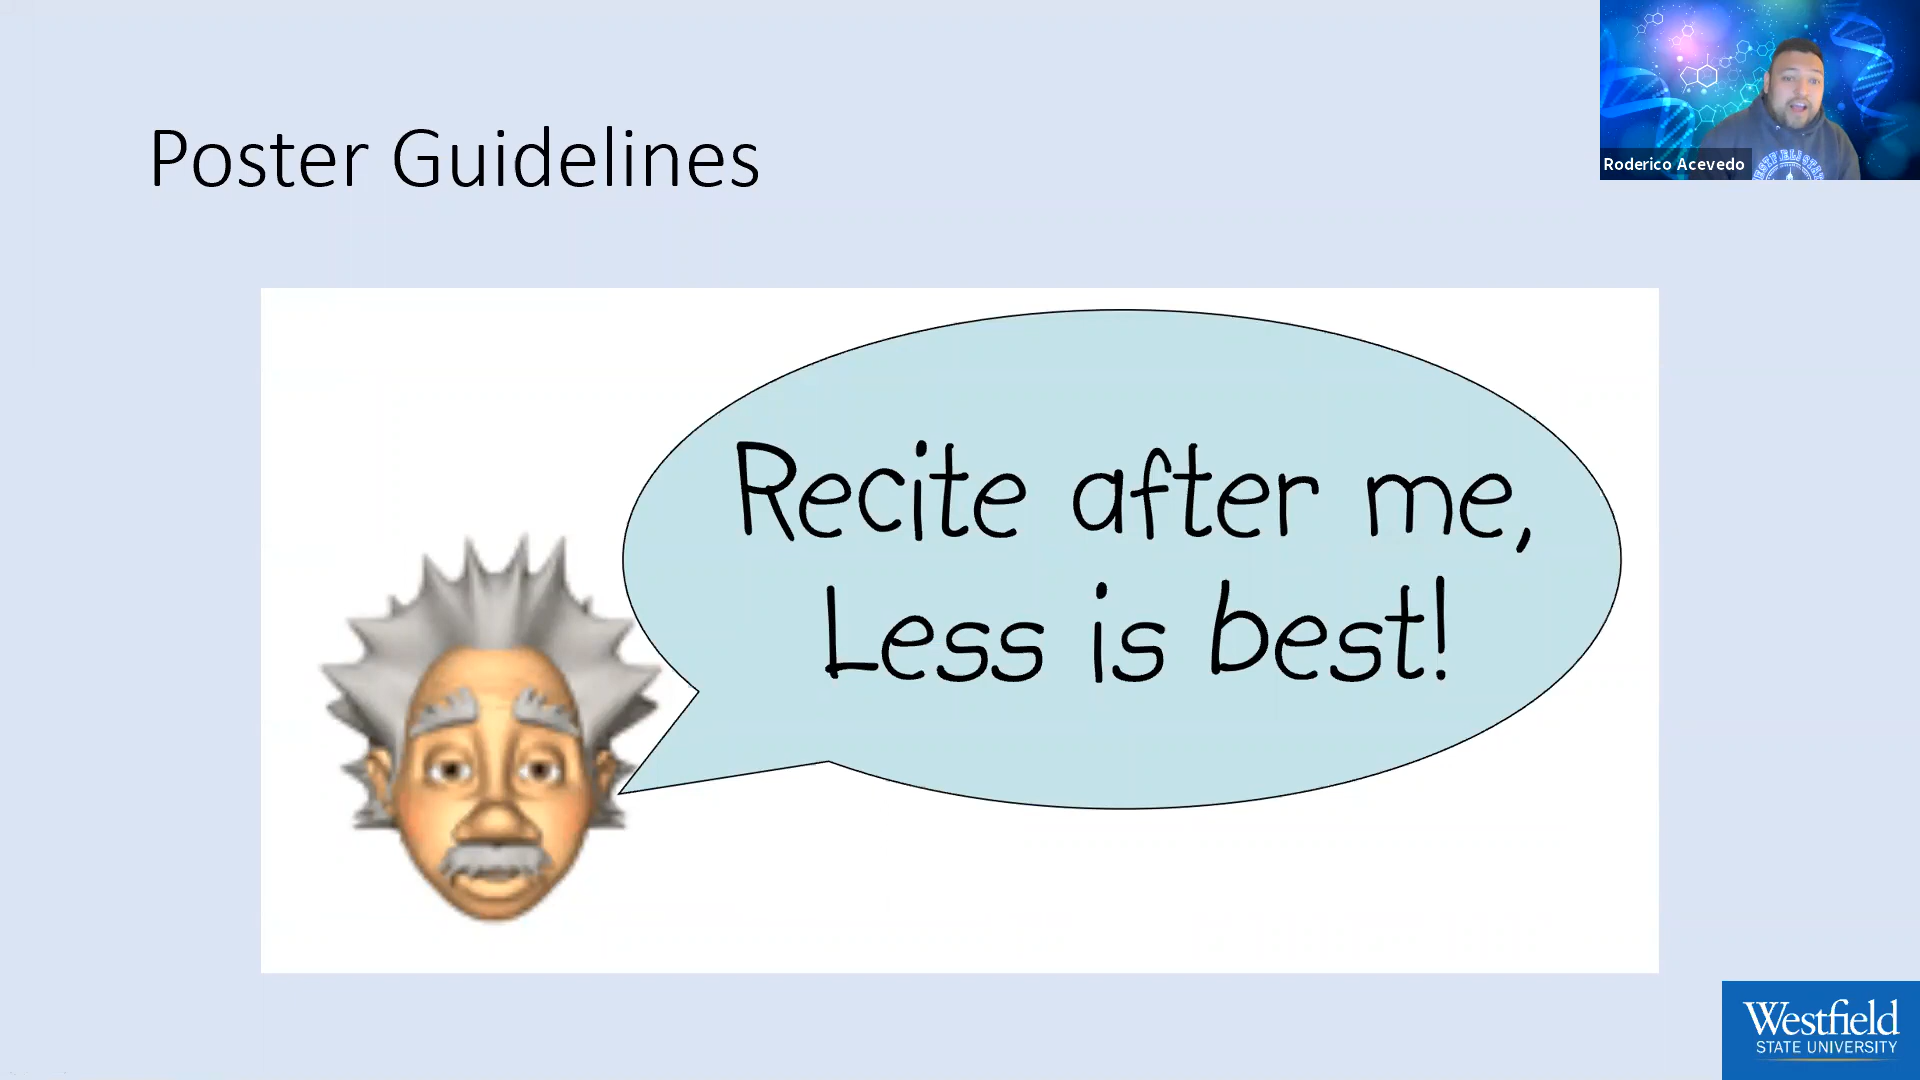 Poster Guidelines
Roderico Acevedo
Recite after me,
Less is best!
Westfield
STATE UNIVERSITY